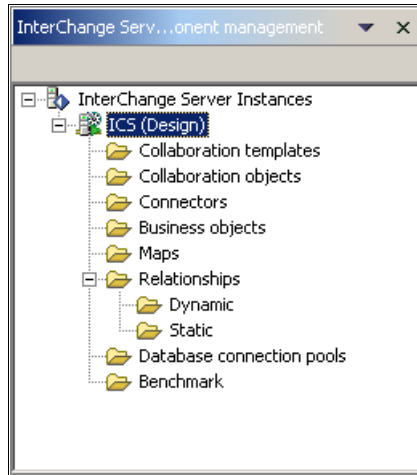 InterChange Serv...onent management
InterChange Server Instances
ICS (Design)
Collaboration templates
Collaboration objects
Connectors
Business objects
Maps
Relationships
Dynamic
Static
Database connection pools
Benchmark